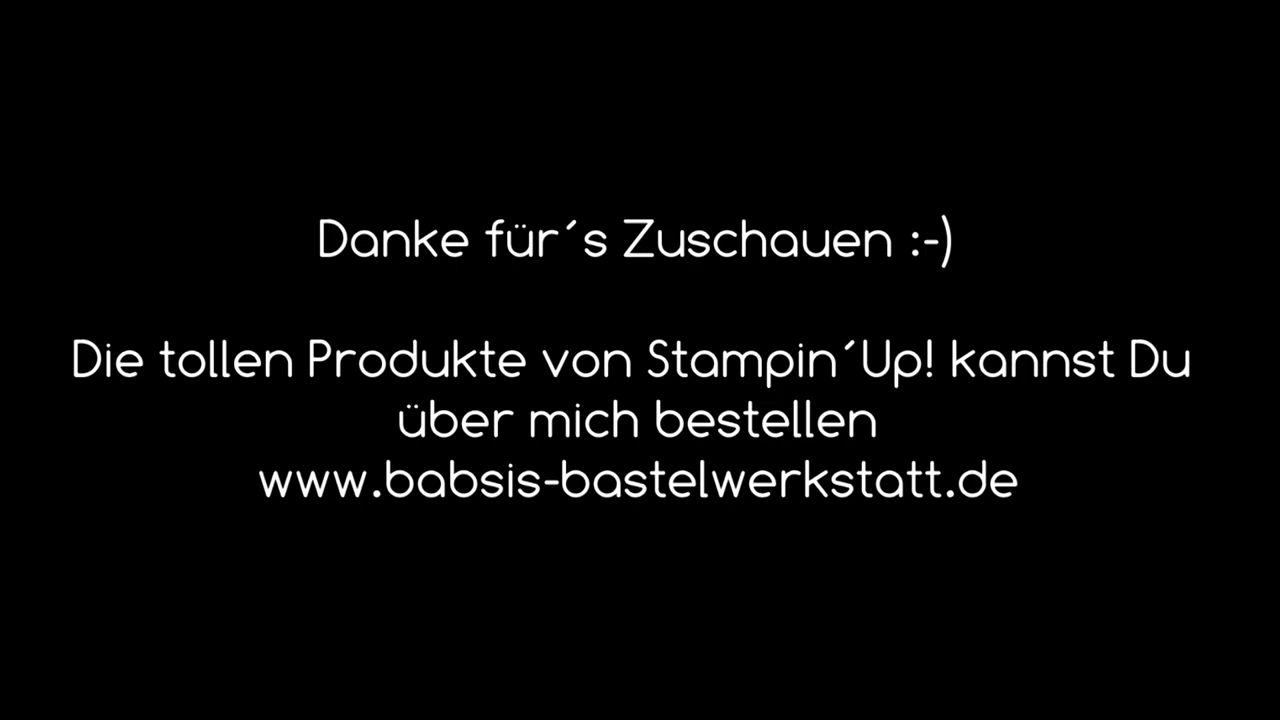 Danke für´s Zuschauen :-)
Die tollen Produkte von Stampin´Up! kannst Du
über mich bestellen
www.babsis-bastelwerkstatt.de